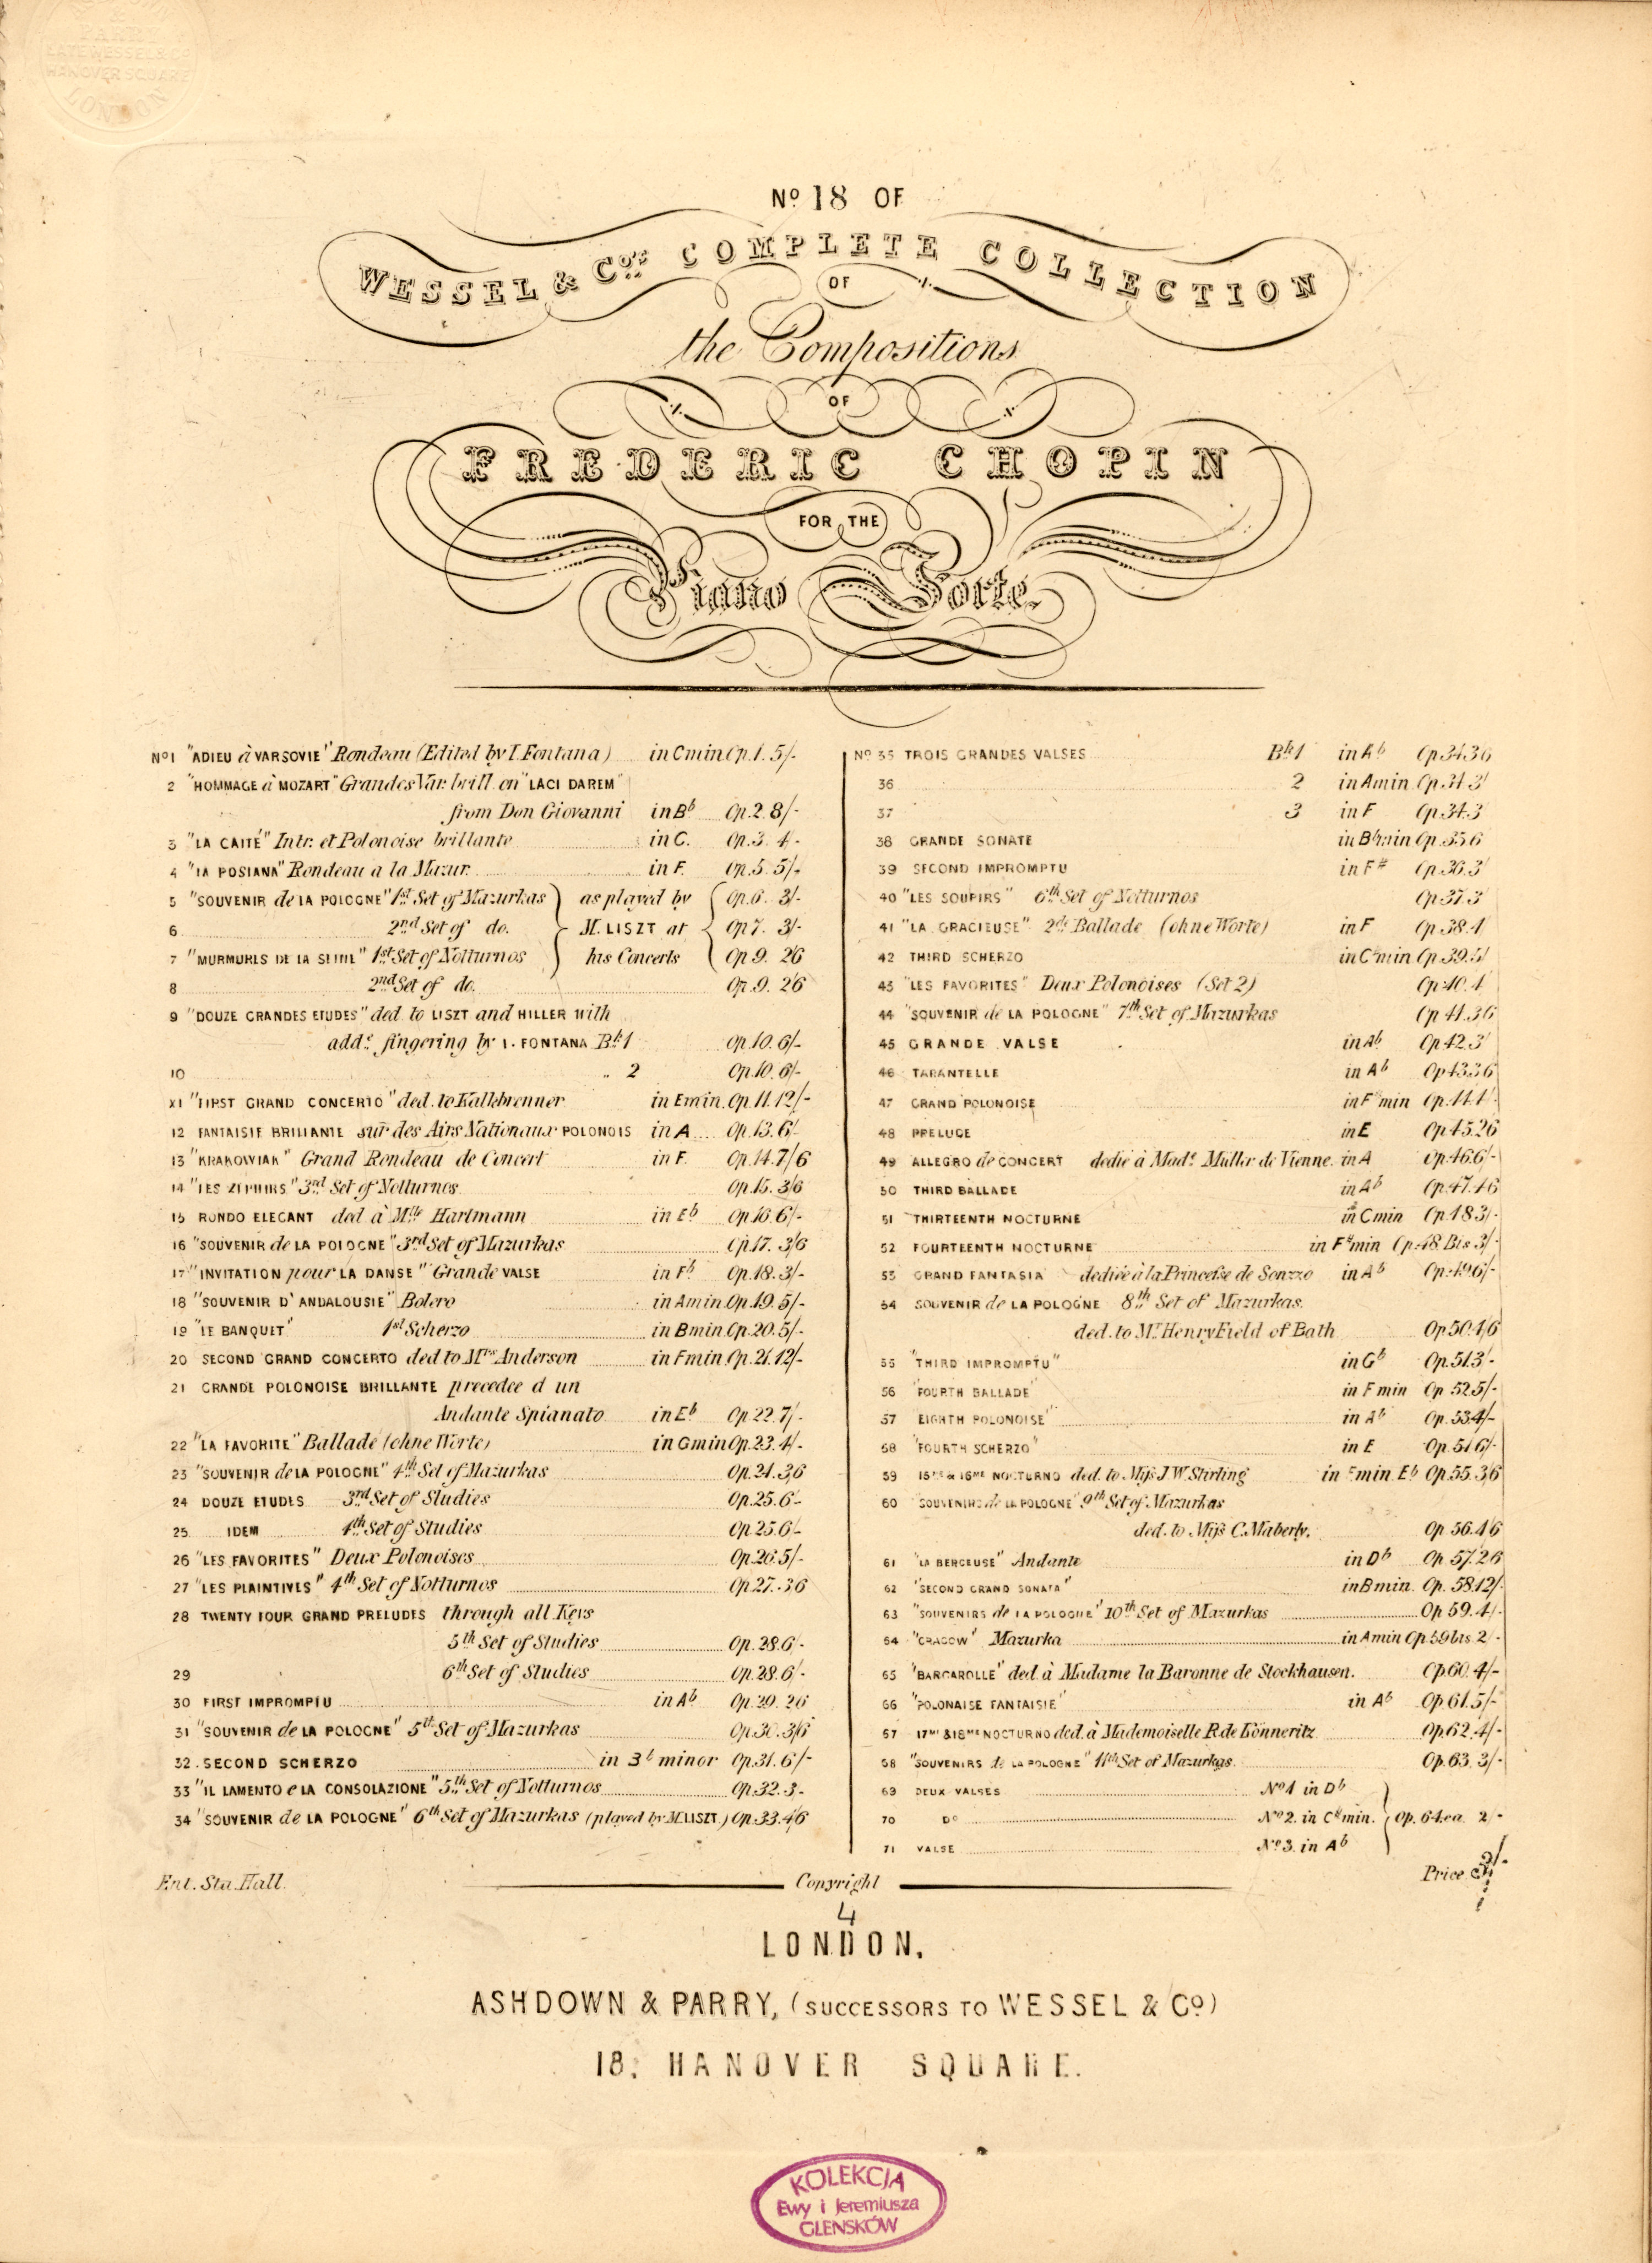 PARRY
LATE WESSEL & Co
HANOVER SQUARE
LONDON
No 18 OF
WESSEL & Cos COMPLETE COLLECTION
OF
the Compositions
OF
FREDERIC CHOPIN
FOR THE
Piano Forte.
No 1 "ADIEU à VARSOVIE" Rondeau (Edited by I. Fontana) in C min Op. 1. 5/-
2 "HOMMAGE à MOZART" Grandes Var: brill. on "LACI DAREM"
from Don Giovanni in Bb Op. 2. 8/-
3 "LA GAITÉ" Intr. et Polonoise brillante in C. Op. 3. 4/-
4 "LA POSIANA" Rondeau a la Mazur. in F. Op. 5. 5/-
5 "SOUVENIR de LA POLOGNE" 1st Set of Mazurkas as played by Op. 6. 3/-
6 2nd Set of do. M. LISZT at Op. 7. 3/-
7 "MURMURES DE LA SEINE" 1st Set of Notturnos his Concerts Op. 9. 2/6
8 2nd Set of do. Op. 9. 2/6
9 "DOUZE GRANDES ETUDES" ded. to LISZT and HILLER with
addl. fingering by I. FONTANA Bk 1 Op. 10. 6/-
10 " 2 Op. 10. 6/-
XI "FIRST GRAND CONCERTO" ded. to Kalkbrenner in E min. Op. 11. 12/-
12 FANTAISIE BRILLANTE sur des Airs Nationaux POLONOIS in A Op. 13. 6/-
13 "KRAKOWIAK" Grand Rondeau de Concert in F. Op. 14. 7/6
14 "LES ZEPHIRS" 3rd Set of Notturnos Op. 15. 3/6
15 RONDO ELEGANT ded à Mlle Hartmann in Eb Op. 16. 6/-
16 "SOUVENIR de LA POLOGNE" 3rd Set of Mazurkas Op. 17. 3/6
17 "INVITATION pour LA DANSE" Grande VALSE in Eb Op. 18. 3/-
18 "SOUVENIR D'ANDALOUSIE" Bolero in A min. Op. 19. 5/-
19 "LE BANQUET" 1st Scherzo in B min. Op. 20. 5/-
20 SECOND GRAND CONCERTO ded to Mrs Anderson in F min. Op. 21. 12/-
21 GRANDE POLONOISE BRILLANTE precedée d'un
Andante Spianato in Eb Op. 22. 7/-
22 "LA FAVORITE" Ballade (ohne Worte) in G min Op. 23. 4/-
23 "SOUVENIR de LA POLOGNE" 4th Set of Mazurkas Op. 24. 3/6
24 DOUZE ETUDES 3rd Set of Studies Op. 25. 6/-
25 IDEM 4th Set of Studies Op. 25. 6/-
26 "LES FAVORITES" Deux Polonoises Op. 26. 5/-
27 "LES PLAINTIVES" 4th Set of Notturnos Op. 27. 3/6
28 TWENTY FOUR GRAND PRELUDES through all Keys
5th Set of Studies Op. 28. 6/-
29 6th Set of Studies Op. 28. 6/-
30 FIRST IMPROMPTU in Ab Op. 29. 2/6
31 "SOUVENIR de LA POLOGNE" 5th Set of Mazurkas Op. 30. 3/6
32. SECOND SCHERZO in Bb minor Op. 31. 6/-
33 "IL LAMENTO e LA CONSOLAZIONE" 5th Set of Notturnos Op. 32. 3/-
34 "SOUVENIR de LA POLOGNE" 6th Set of Mazurkas (played by M. LISZT.) Op. 33. 4/6
No 35 TROIS GRANDES VALSES Bk 1 in Ab Op. 34. 3/6
36 2 in A min Op. 34. 3/
37 3 in F Op. 34. 3
38 GRANDE SONATE in Bb min Op. 35. 6
39 SECOND IMPROMPTU in F# Op. 36. 3/
40 "LES SOUPIRS" 6th Set of Notturnos Op. 37. 3
41 "LA GRACIEUSE" 2d Ballade (ohne Worte) in F Op. 38. 4
42 THIRD SCHERZO in C# min Op. 39. 5/
43 "LES FAVORITES" Deux Polonoises (Set 2) Op. 40. 4
44 "SOUVENIR de LA POLOGNE" 7th Set of Mazurkas Op. 41. 3/6
45 GRANDE VALSE in Ab Op. 42. 3/
46 TARANTELLE in Ab Op. 43. 3/6
47 GRAND POLONOISE in F# min Op. 44. 4/-
48 PRELUDE in E Op. 45. 2/6
49 ALLEGRO de CONCERT dedié à Made Müller de Vienne. in A Op. 46. 6/-
50 THIRD BALLADE in Ab Op. 47. 4/6
51 THIRTEENTH NOCTURNE in C min Op. 48. 3/-
52 FOURTEENTH NOCTURNE in F# min Op. 48. Bis 3/-
53 GRAND FANTASIA dediée à la Princesse de Sonzzo in Ab Op. 49. 6/-
54 SOUVENIR de LA POLOGNE 8th Set of Mazurkas.
ded. to Mr Henry Field of Bath Op. 50. 4/6
55 "THIRD IMPROMPTU" in Gb Op. 51. 3/-
56 "FOURTH BALLADE" in F min Op. 52. 5/-
57 EIGHTH POLONOISE" in Ab Op. 53. 4/-
58 "FOURTH SCHERZO" in E Op. 54. 6/-
59 15me & 16me NOCTURNO ded. to Miss J. W. Stirling in F min. Eb Op. 55. 3/6
60 "SOUVENIRS de LA POLOGNE" 9th Set of Mazurkas
ded. to Miss C. Maberly. Op. 56. 4/6
61 "LA BERCEUSE" Andante in Db Op. 57. 2/6
62 "SECOND GRAND SONATA" in B min. Op. 58. 12/-
63 "SOUVENIRS de LA POLOGNE" 10th Set of Mazurkas Op. 59. 4/-
64 "CRACOW" Mazurka in A min Op. 59 bis. 2/-
65 "BARCAROLLE" ded. à Madame la Baronne de Stockhausen. Op. 60. 4/-
66 "POLONAISE FANTAISIE" in Ab Op. 61. 5/-
67 17me & 18me NOCTURNO ded. à Mademoiselle R. de Könneritz Op. 62. 4/-
68 "SOUVENIRS de LA POLOGNE" 11th Set of Mazurkas. Op. 63. 3/-
69 DEUX VALSES No 1 in Db
70 Do No 2. in C# min. Op. 64. ea. 2/-
71 VALSE No 3. in Ab
Ent. Sta. Hall.
Copyright
Price 2/-
4
LONDON,
ASHDOWN & PARRY, (SUCCESSORS TO WESSEL & Co)
18, HANOVER SQUARE.
KOLEKCJA
Ewy i Jeremiusza
GLENSKÓW